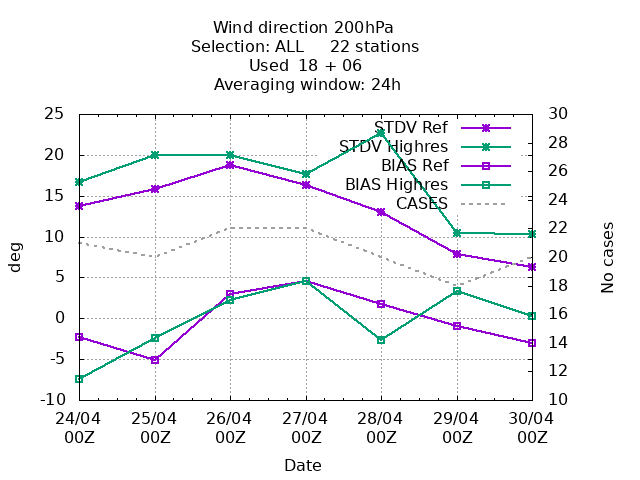 Wind direction 200hPa
Selection: ALL     22 stations
Used  18 + 06
Averaging window: 24h
25
20
15
10
5
0
-5
-10
deg
30
28
26
24
22
20
18
16
14
12
10
No cases
STDV Ref
STDV Highres
BIAS Ref
BIAS Highres
CASES
24/04 25/04 26/04 27/04 28/04 29/04 30/04
00Z 00Z 00Z 00Z 00Z 00Z 00Z
Date